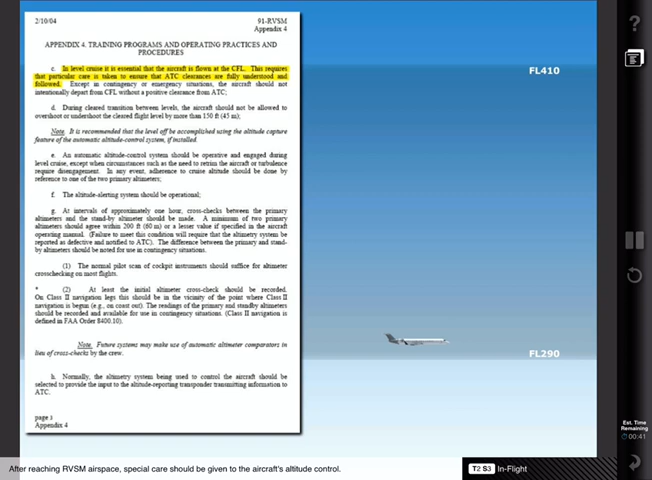 2/10/04
91-RVSM
Appendix 4
APPENDIX 4. TRAINING PROGRAMS AND OPERATING PRACTICES AND
PROCEDURES
c. In level cruise it is essential that the aircraft is flown at the CFL. This requires
that particular care is taken to ensure that ATC clearances are fully understood and
followed. Except in contingency or emergency situations, the aircraft should not
intentionally depart from CFL without a positive clearance from ATC;
d. During cleared transition between levels, the aircraft should not be allowed to
overshoot or undershoot the cleared flight level by more than 150 ft (45 m);
Note. It is recommended that the level off be accomplished using the altitude capture
feature of the automatic altitude-control system, if installed.
e. An automatic altitude-control system should be operative and engaged during
level cruise, except when circumstances such as the need to retrim the aircraft or turbulence
require disengagement. In any event, adherence to cruise altitude should be done by
reference to one of the two primary altimeters;
f. The altitude-alerting system should be operational;
g. At intervals of approximately one hour, cross-checks between the primary
altimeters and the stand-by altimeter should be made. A minimum of two primary
altimeters should agree within 200 ft (60 m) or a lesser value if specified in the aircraft
operating manual. (Failure to meet this condition will require that the altimetry system be
reported as defective and notified to ATC). The difference between the primary and stand-
by altimeters should be noted for use in contingency situations.
(1) The normal pilot scan of cockpit instruments should suffice for altimeter
crosschecking on most flights.
* (2) At least the initial altimeter cross-check should be recorded.
On Class II navigation legs this should be in the vicinity of the point where Class II
navigation is begun (e.g., on coast out). The readings of the primary and standby altimeters
should be recorded and available for use in contingency situations. (Class II navigation is
defined in FAA Order 8400.10).
Note. Future systems may make use of automatic altimeter comparators in
lieu of cross-checks by the crew.
h. Normally, the altimetry system being used to control the aircraft should be
selected to provide the input to the altitude-reporting transponder transmitting information to
ATC.
page 3
Appendix 4
FL410
FL290
?
Est. Time
Remaining
00:41
After reaching RVSM airspace, special care should be given to the aircraft's altitude control.
T2 S3 In-Flight